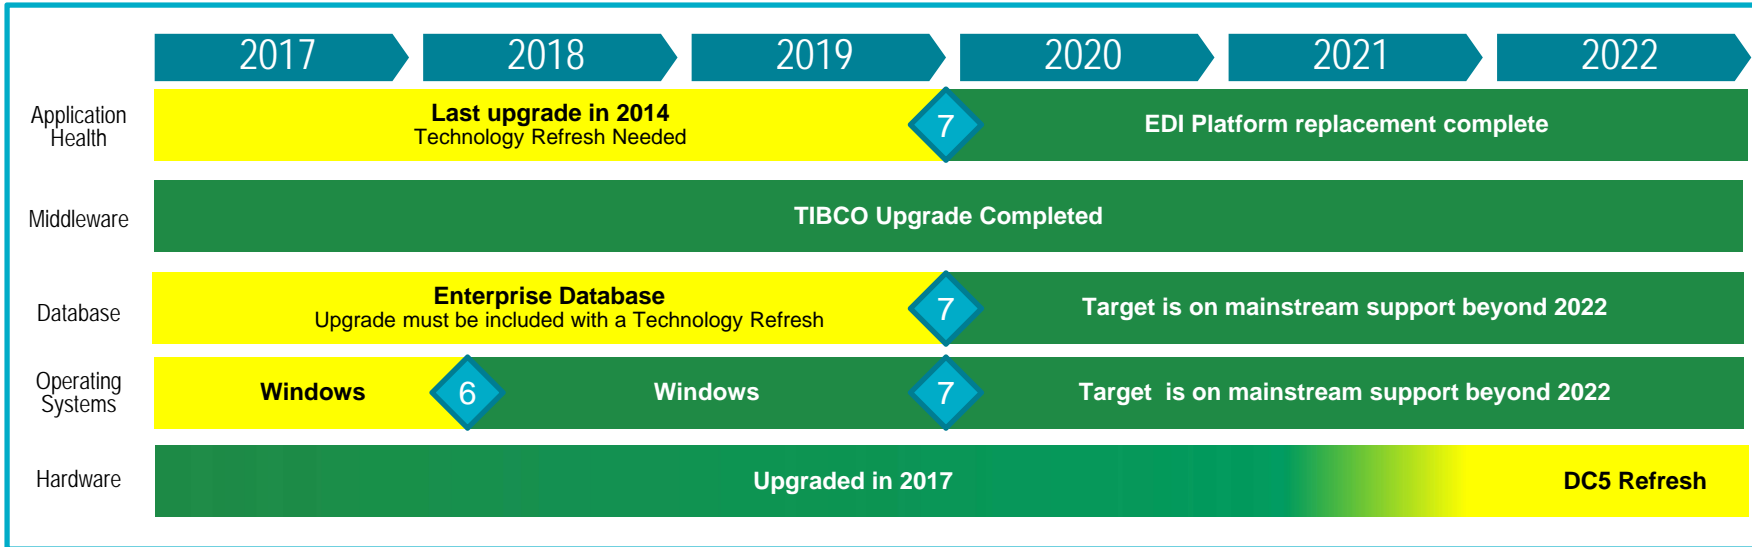 2017 2018 2019 2020 2021 2022
Application
Health
Last upgrade in 2014
Technology Refresh Needed
7
EDI Platform replacement complete
Middleware
TIBCO Upgrade Completed
Database
Enterprise Database
Upgrade must be included with a Technology Refresh
7
Target is on mainstream support beyond 2022
Operating
Systems
Windows
6
Windows
7
Target is on mainstream support beyond 2022
Hardware
Upgraded in 2017
DC5 Refresh